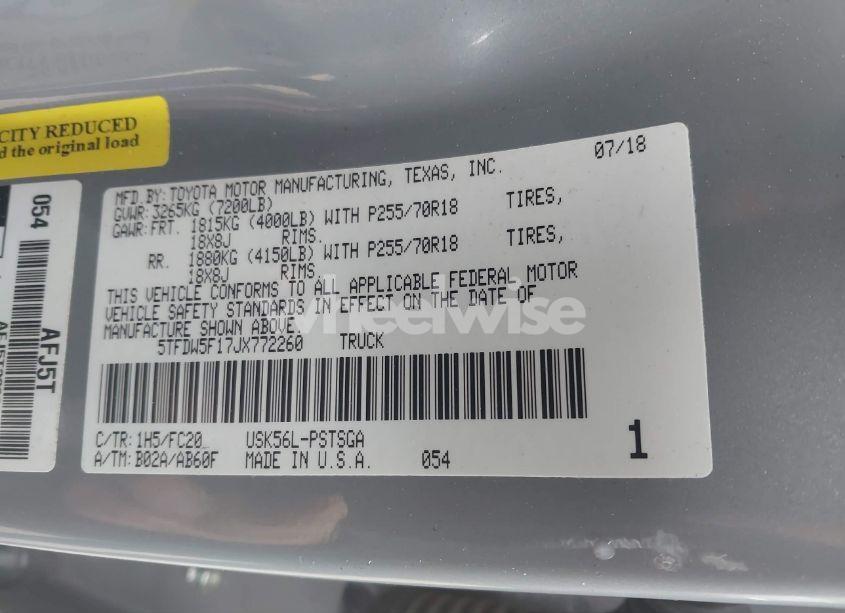 CITY REDUCED
d the original load
054
AFJ5T
07/18
MFD.BY:TOYOTA MOTOR MANUFACTURING, TEXAS, INC.
GVWR:3265KG (7200LB)
GAWR:FRT. 1815KG (4000LB) WITH P255/70R18 TIRES,
18X8J RIMS.
RR. 1880KG (4150LB) WITH P255/70R18 TIRES,
18X8J RIMS.
THIS VEHICLE CONFORMS TO ALL APPLICABLE FEDERAL MOTOR
VEHICLE SAFETY STANDARDS IN EFFECT ON THE DATE OF
MANUFACTURE SHOWN ABOVE.
5TFDW5F17JX772260 TRUCK
C/TR:1H5/FC20 USK56L-PSTSGA
A/TM:B02A/AB60F MADE IN U.S.A. 054
1
wheelwise